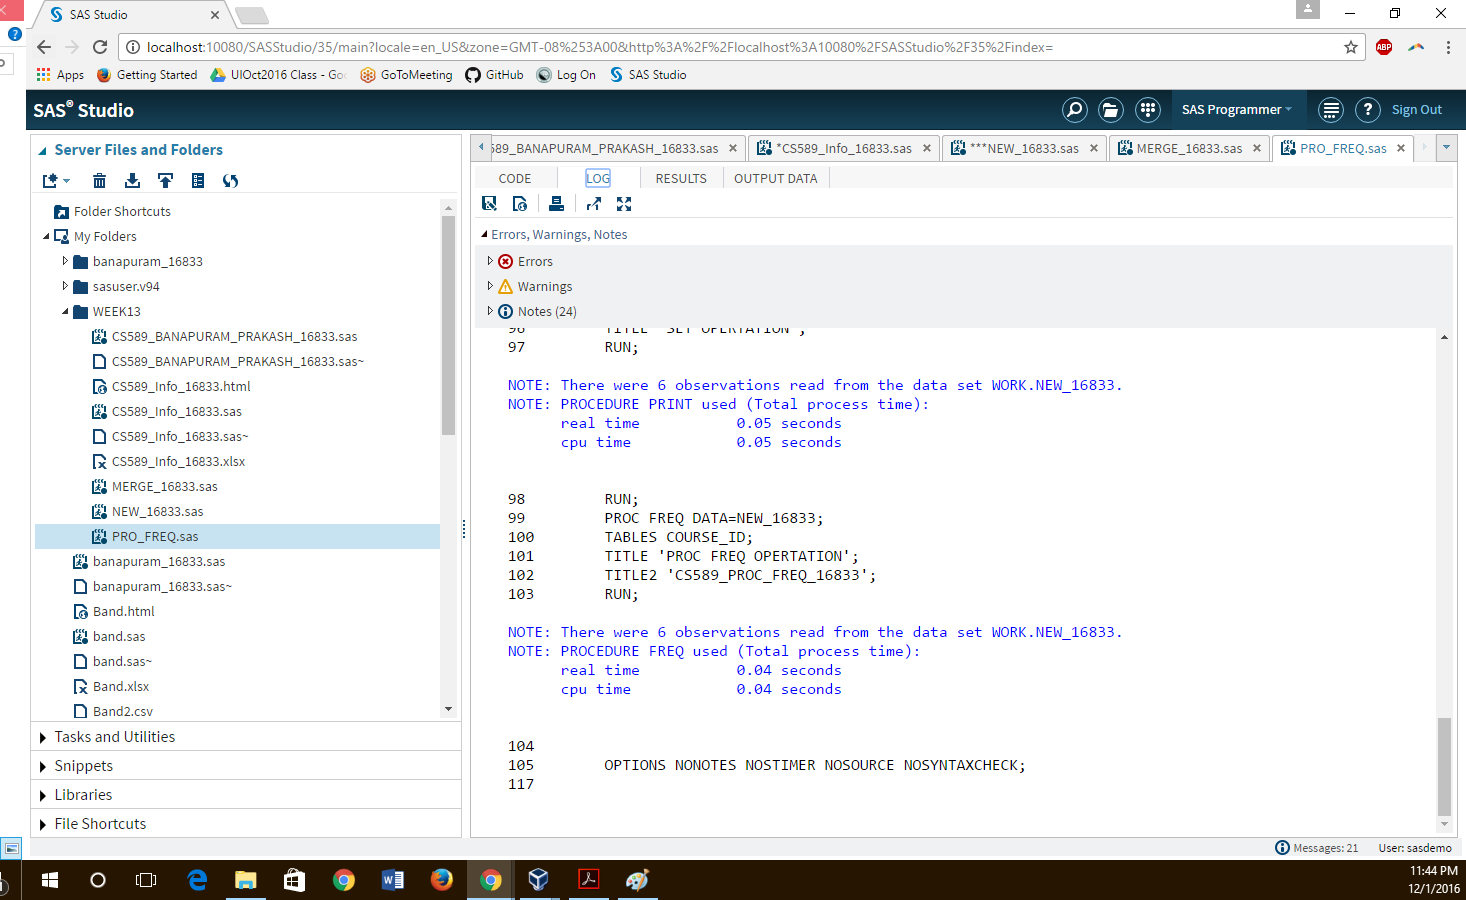 SAS Studio
localhost:10080/SASStudio/35/main?locale=en_US&zone=GMT-08%253A00&http%3A%2F%2Flocalhost%3A10080%2FSASStudio%2F35%2Findex=
ABP
Apps Getting Started UIOct2016 Class - Go GoToMeeting GitHub Log On SAS Studio
SAS® Studio SAS Programmer Sign Out
Server Files and Folders
589_BANAPURAM_PRAKASH_16833.sas *CS589_Info_16833.sas ***NEW_16833.sas MERGE_16833.sas PRO_FREQ.sas
CODE LOG RESULTS OUTPUT DATA
Folder Shortcuts
My Folders
banapuram_16833
sasuser.v94
WEEK13
CS589_BANAPURAM_PRAKASH_16833.sas
CS589_BANAPURAM_PRAKASH_16833.sas~
CS589_Info_16833.html
CS589_Info_16833.sas
CS589_Info_16833.sas~
CS589_Info_16833.xlsx
MERGE_16833.sas
NEW_16833.sas
PRO_FREQ.sas
banapuram_16833.sas
banapuram_16833.sas~
Band.html
band.sas
band.sas~
Band.xlsx
Band2.csv
Tasks and Utilities
Snippets
Libraries
File Shortcuts
Errors, Warnings, Notes
Errors
Warnings
Notes (24)
96 TITLE 'SET OPERTATION';
97 RUN;
NOTE: There were 6 observations read from the data set WORK.NEW_16833.
NOTE: PROCEDURE PRINT used (Total process time):
real time 0.05 seconds
cpu time 0.05 seconds
98 RUN;
99 PROC FREQ DATA=NEW_16833;
100 TABLES COURSE_ID;
101 TITLE 'PROC FREQ OPERTATION';
102 TITLE2 'CS589_PROC_FREQ_16833';
103 RUN;
NOTE: There were 6 observations read from the data set WORK.NEW_16833.
NOTE: PROCEDURE FREQ used (Total process time):
real time 0.04 seconds
cpu time 0.04 seconds
104
105 OPTIONS NONOTES NOSTIMER NOSOURCE NOSYNTAXCHECK;
117
Messages: 21 User: sasdemo
11:44 PM
12/1/2016